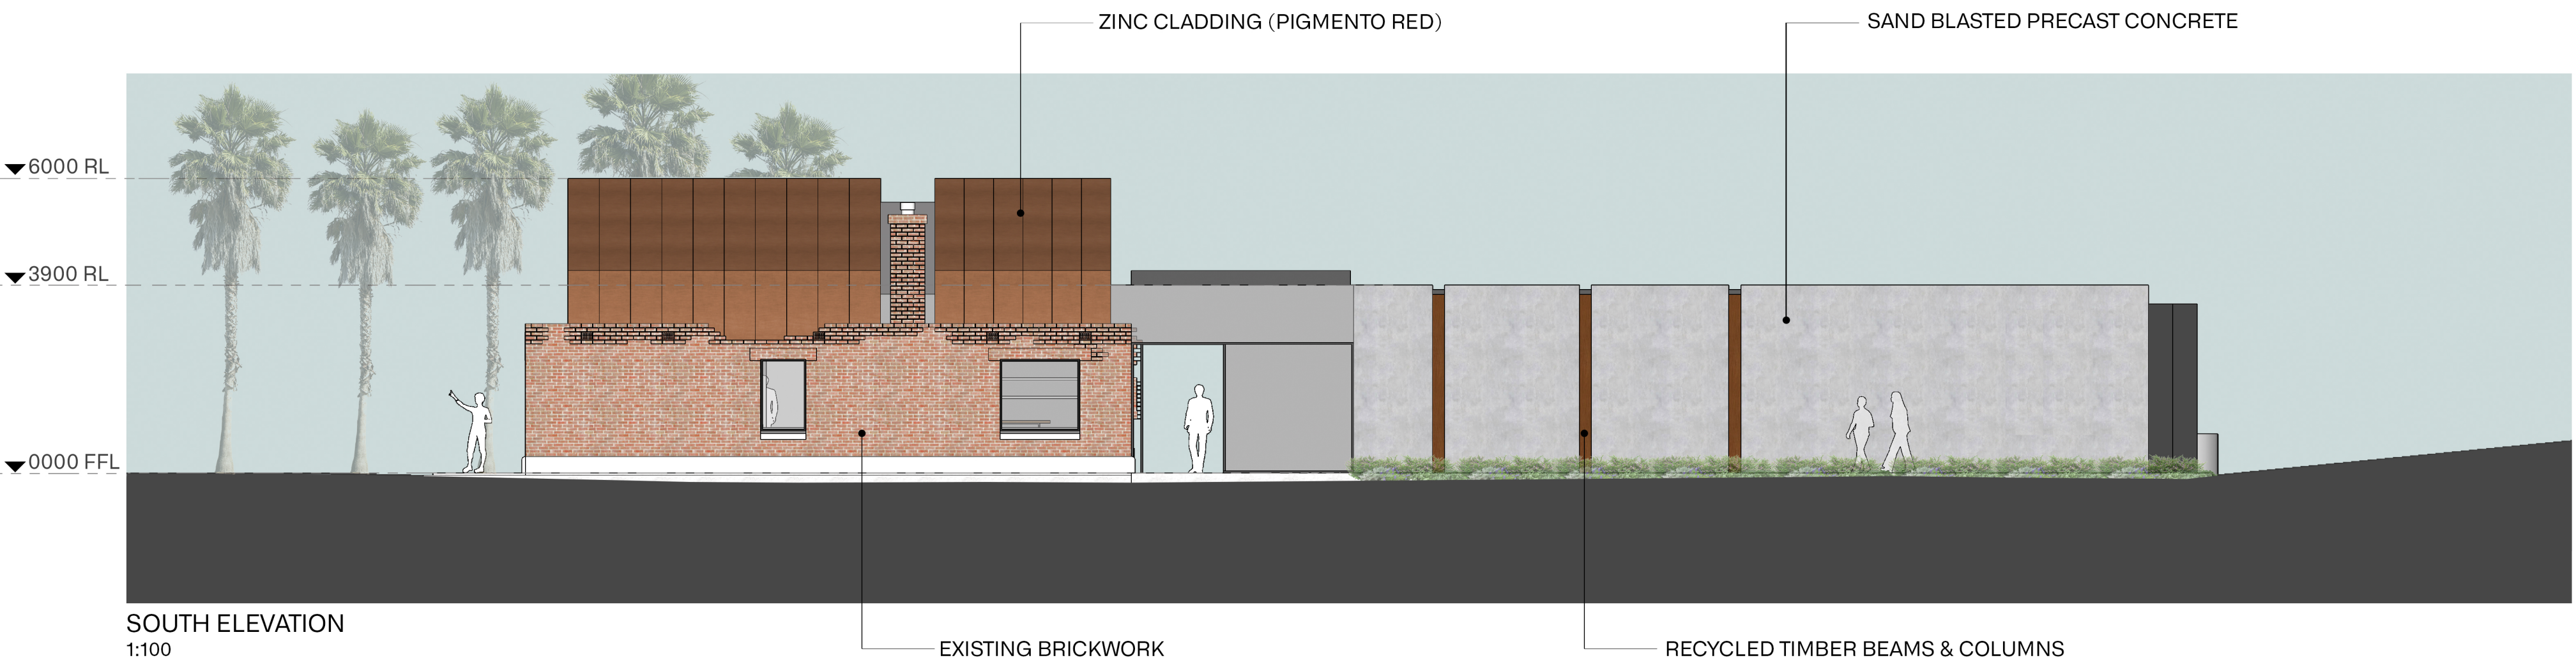 ZINC CLADDING (PIGMENTO RED)
SAND BLASTED PRECAST CONCRETE
6000 RL
3900 RL
0000 FFL
SOUTH ELEVATION
1:100
EXISTING BRICKWORK
RECYCLED TIMBER BEAMS & COLUMNS